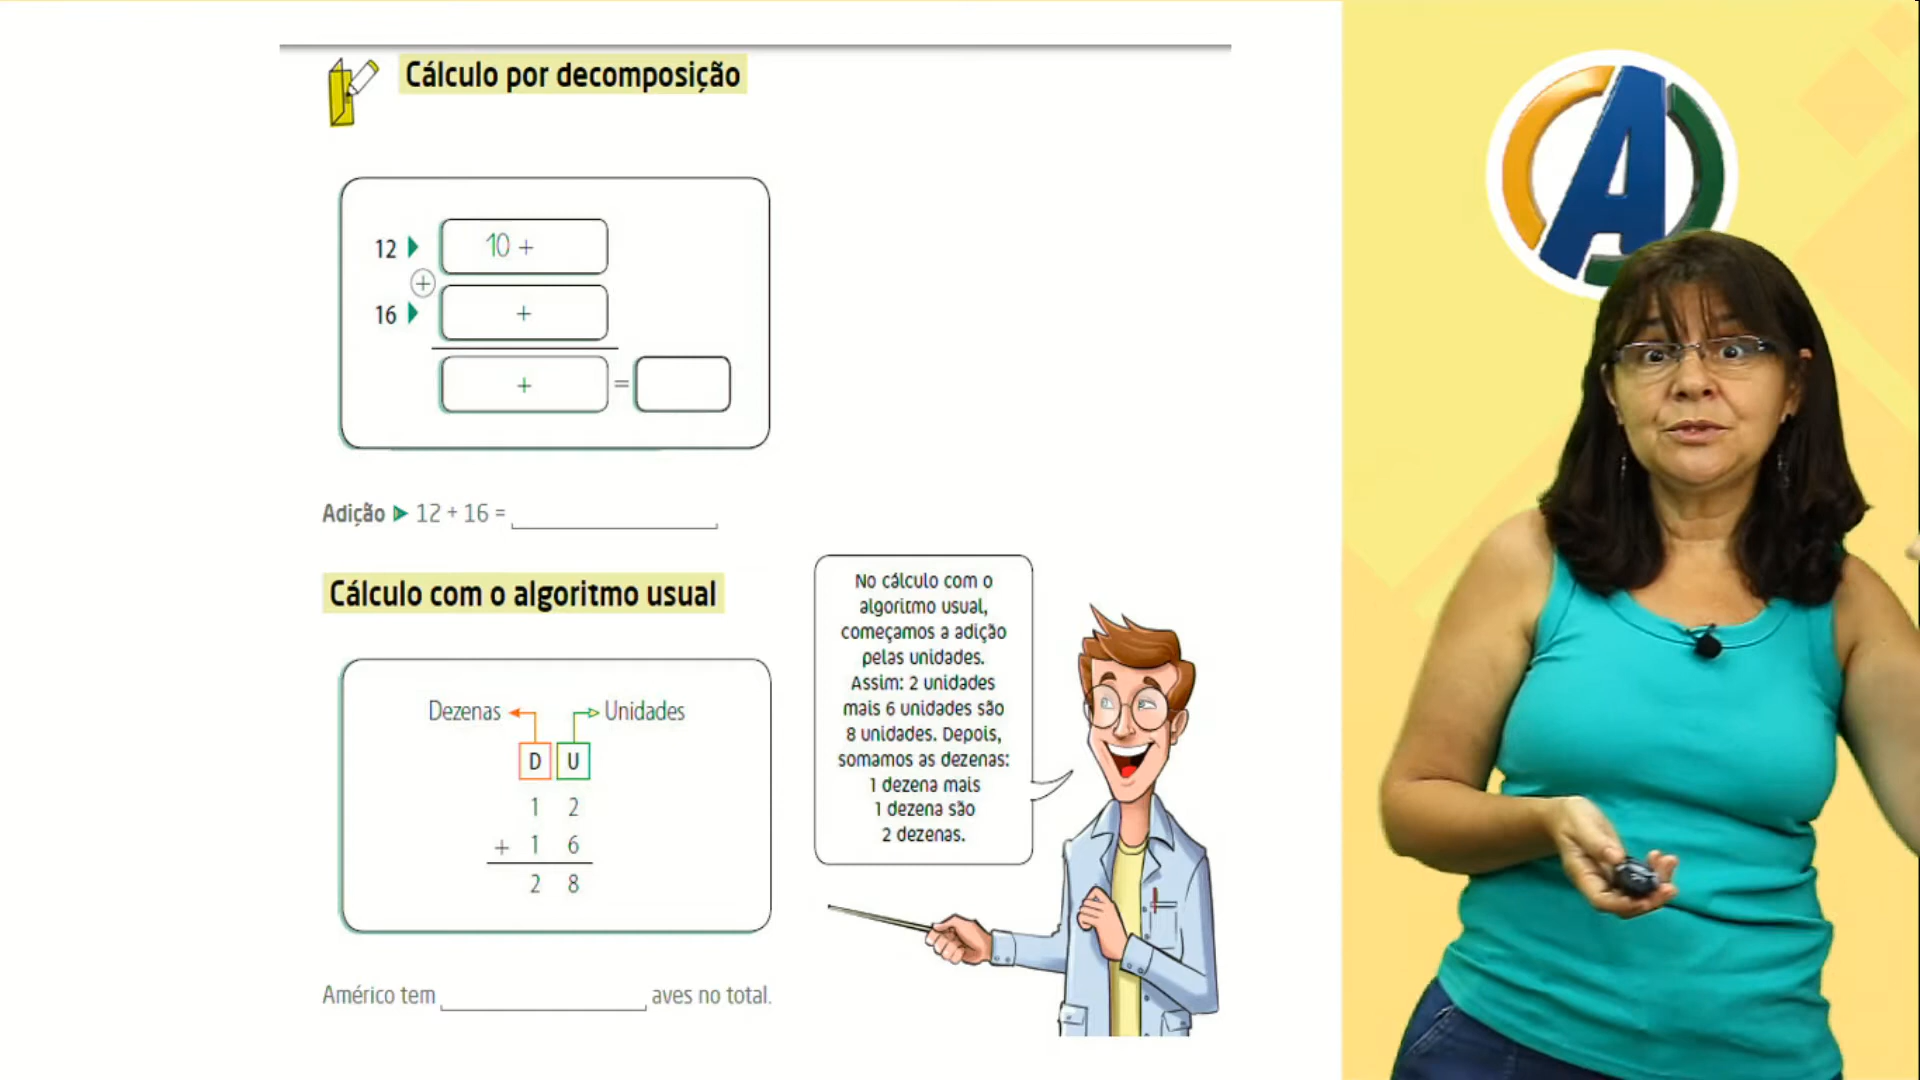 Cálculo por decomposição
12 10 +
+
16 +
+ =
Adição 12 + 16 =
Cálculo com o algoritmo usual
Dezenas Unidades
D U
1 2
+ 1 6
2 8
Américo tem aves no total.
No cálculo com o
algoritmo usual,
começamos a adição
pelas unidades.
Assim: 2 unidades
mais 6 unidades são
8 unidades. Depois,
somamos as dezenas:
1 dezena mais
1 dezena são
2 dezenas.
A